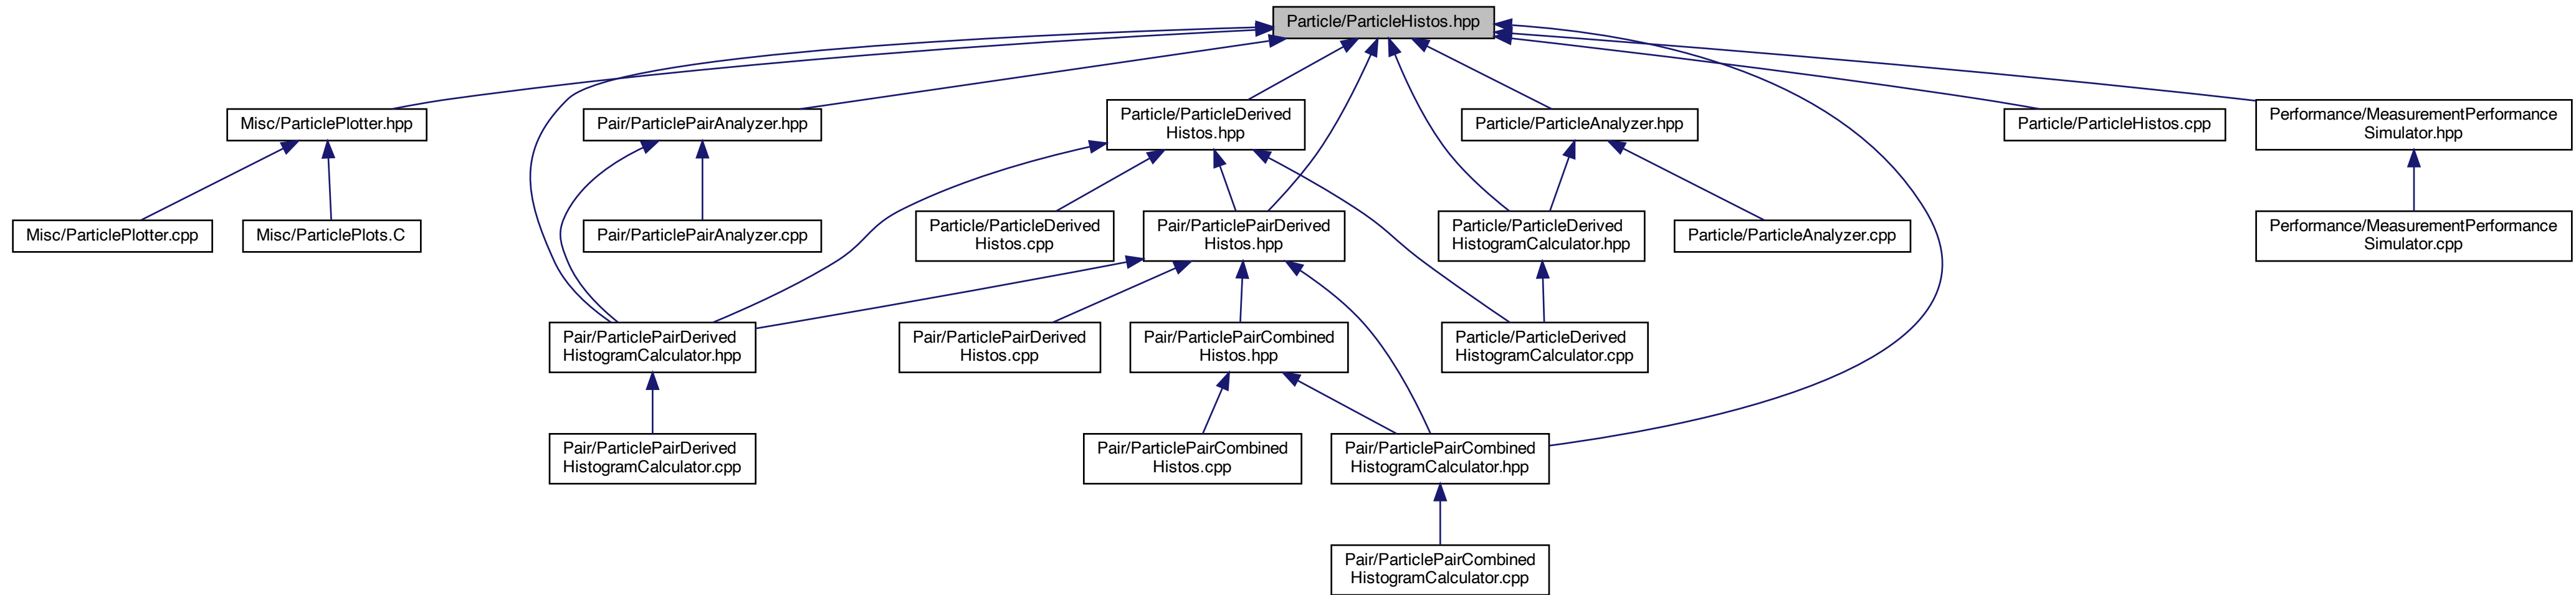 Particle/ParticleHistos.hpp
Misc/ParticlePlotter.hpp
Pair/ParticlePairAnalyzer.hpp
Particle/ParticleDerived
Histos.hpp
Particle/ParticleAnalyzer.hpp
Particle/ParticleHistos.cpp
Performance/MeasurementPerformance
Simulator.hpp
Misc/ParticlePlotter.cpp
Misc/ParticlePlots.C
Pair/ParticlePairAnalyzer.cpp
Particle/ParticleDerived
Histos.cpp
Pair/ParticlePairDerived
Histos.hpp
Particle/ParticleDerived
HistogramCalculator.hpp
Particle/ParticleAnalyzer.cpp
Performance/MeasurementPerformance
Simulator.cpp
Pair/ParticlePairDerived
HistogramCalculator.hpp
Pair/ParticlePairDerived
Histos.cpp
Pair/ParticlePairCombined
Histos.hpp
Particle/ParticleDerived
HistogramCalculator.cpp
Pair/ParticlePairDerived
HistogramCalculator.cpp
Pair/ParticlePairCombined
Histos.cpp
Pair/ParticlePairCombined
HistogramCalculator.hpp
Pair/ParticlePairCombined
HistogramCalculator.cpp